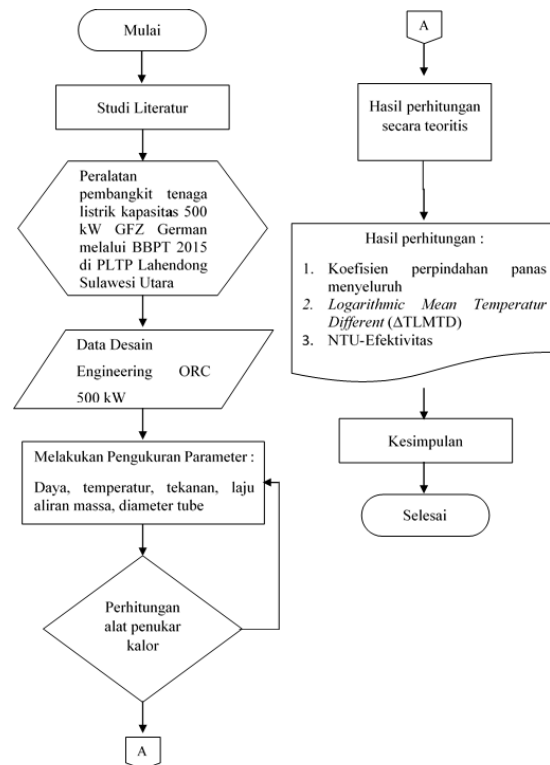 Mulai
Studi Literatur
Peralatan
pembangkit tenaga
listrik kapasitas 500
kW GFZ German
melalui BBPT 2015
di PLTP Lahendong
Sulawesi Utara
Data Desain
Engineering ORC
500 kW
Melakukan Pengukuran Parameter :
Daya, temperatur, tekanan, laju
aliran massa, diameter tube
Perhitungan
alat penukar
kalor
A
A
Hasil perhitungan
secara teoritis
Hasil perhitungan :
1. Koefisien perpindahan panas
menyeluruh
2. Logarithmic Mean Temperatur
Different (ΔTLMTD)
3. NTU-Efektivitas
Kesimpulan
Selesai